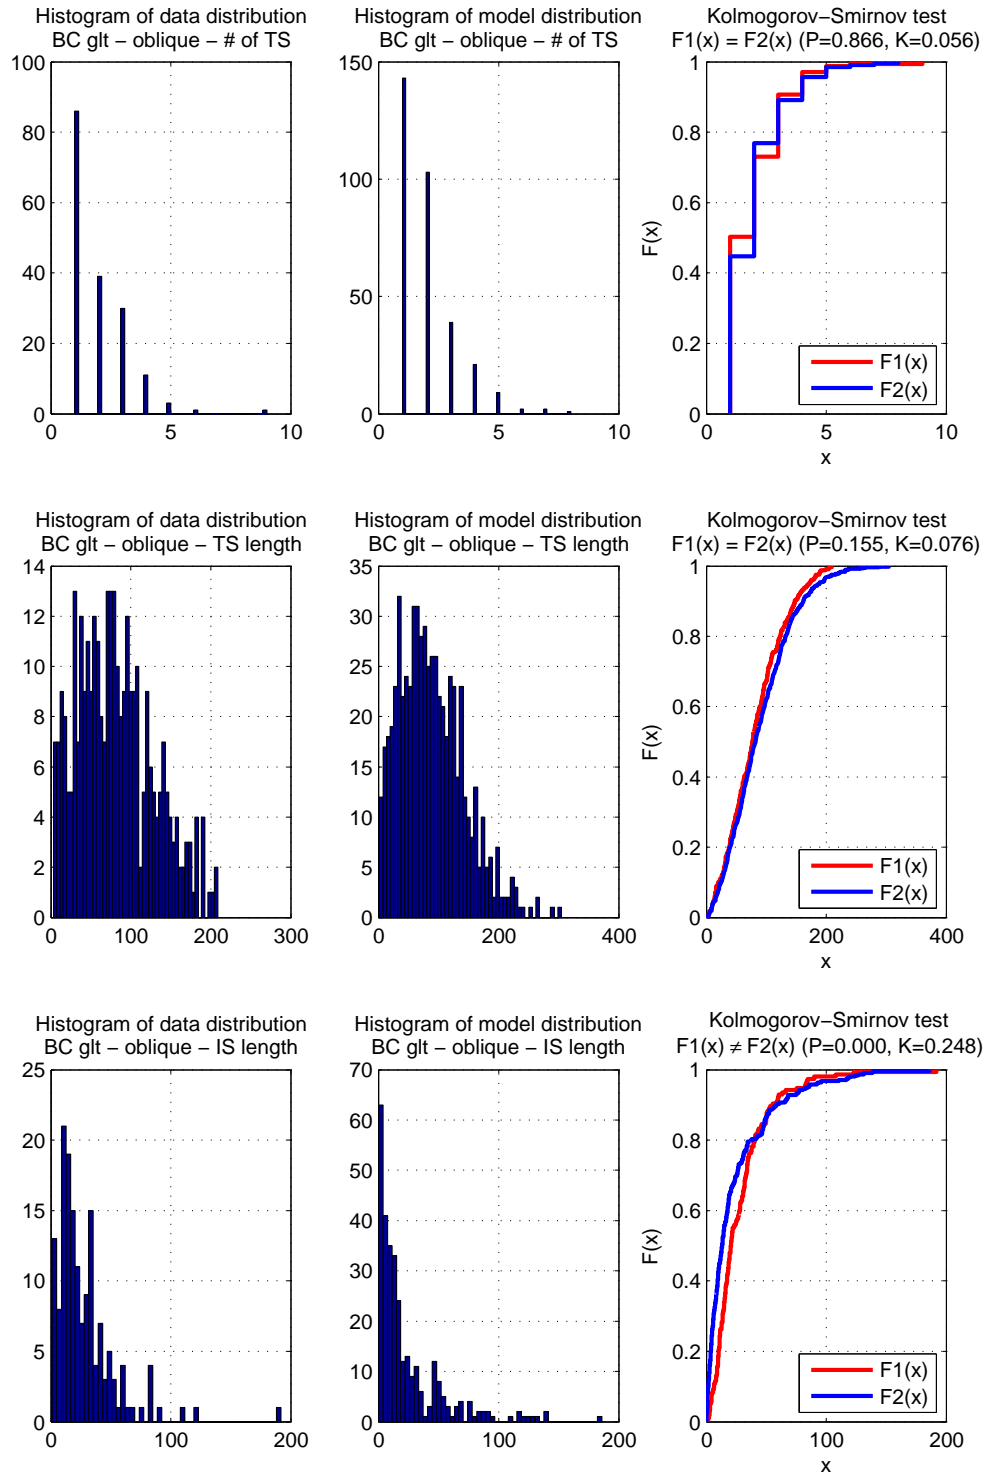 Histogram of data distribution
BC glt − oblique − # of TS
100
80
60
40
20
0
0 5 10
Histogram of model distribution
BC glt − oblique − # of TS
150
100
50
0
0 5 10
Kolmogorov−Smirnov test
F1(x) = F2(x) (P=0.866, K=0.056)
1
0.8
0.6
0.4
0.2
0
F(x)
F1(x)
F2(x)
0 5 10
x
Histogram of data distribution
BC glt − oblique − TS length
14
12
10
8
6
4
2
0
0 100 200 300
Histogram of model distribution
BC glt − oblique − TS length
35
30
25
20
15
10
5
0
0 200 400
Kolmogorov−Smirnov test
F1(x) = F2(x) (P=0.155, K=0.076)
1
0.8
0.6
0.4
0.2
0
F(x)
F1(x)
F2(x)
0 200 400
x
Histogram of data distribution
BC glt − oblique − IS length
25
20
15
10
5
0
0 100 200
Histogram of model distribution
BC glt − oblique − IS length
70
60
50
40
30
20
10
0
0 100 200
Kolmogorov−Smirnov test
F1(x) ≠ F2(x) (P=0.000, K=0.248)
1
0.8
0.6
0.4
0.2
0
F(x)
F1(x)
F2(x)
0 100 200
x